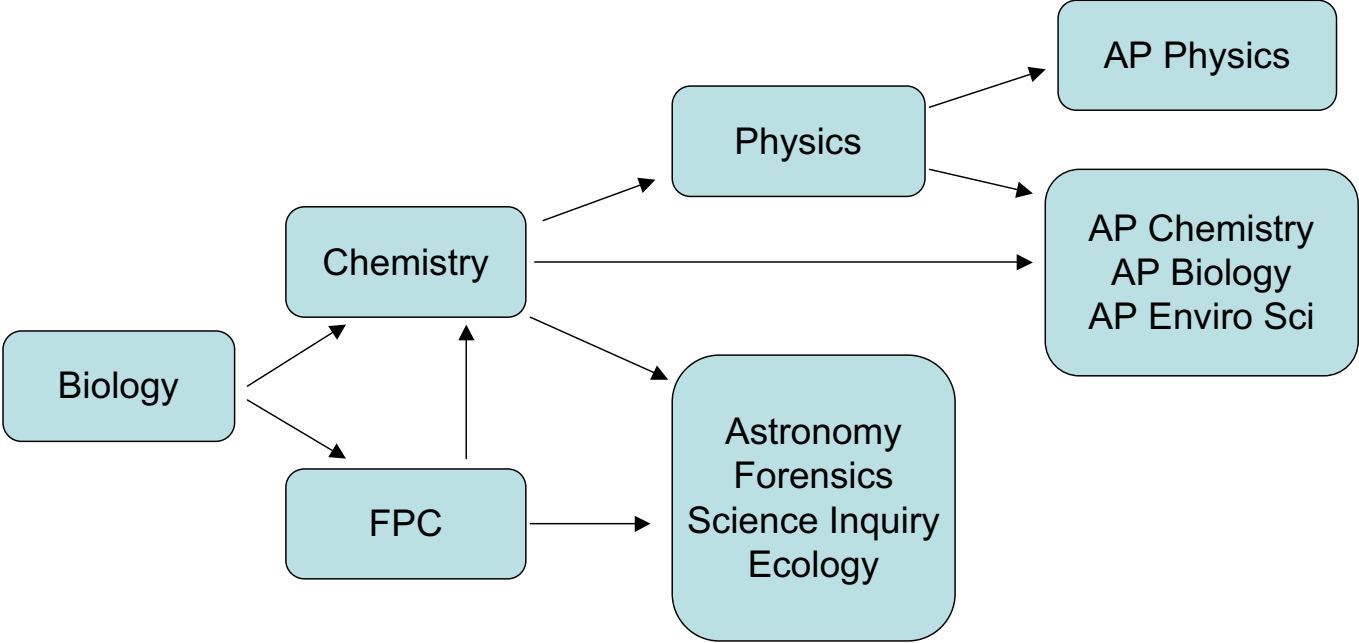 AP Physics
Physics
AP Chemistry
AP Biology
AP Enviro Sci
Chemistry
Biology
Astronomy
Forensics
Science Inquiry
Ecology
FPC